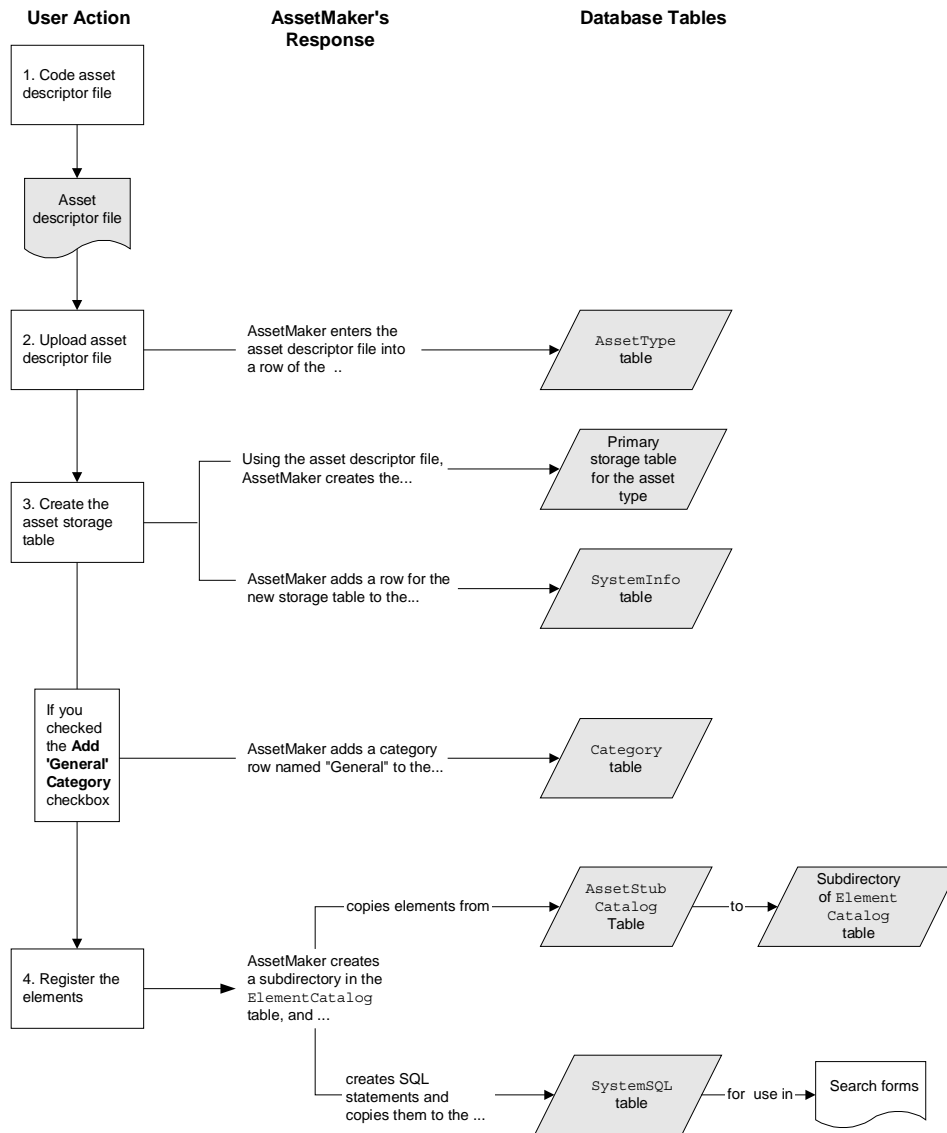 User Action
AssetMaker's
Response
Database Tables
1. Code asset
descriptor file
Asset
descriptor file
2. Upload asset
descriptor file
AssetMaker enters the
asset descriptor file into
a row of the ..
AssetType
table
3. Create the
asset storage
table
Using the asset descriptor file,
AssetMaker creates the...
Primary
storage table
for the asset
type
AssetMaker adds a row for the
new storage table to the...
SystemInfo
table
If you
checked
the Add
'General'
Category
checkbox
AssetMaker adds a category
row named "General" to the...
Category
table
4. Register the
elements
AssetMaker creates
a subdirectory in the
ElementCatalog
table, and ...
copies elements from
AssetStub
Catalog
Table
to
Subdirectory
of Element
Catalog
table
creates SQL
statements and
copies them to the ...
SystemSQL
table
for use in
Search forms